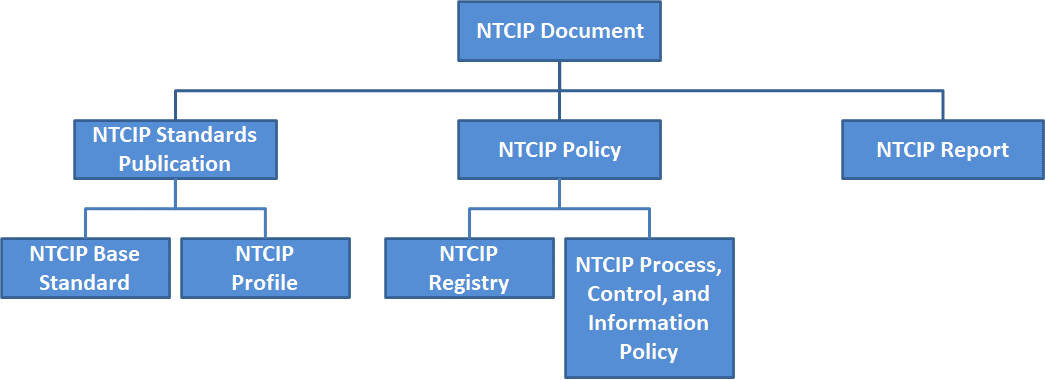 NTCIP Document
NTCIP Standards
Publication
NTCIP Policy
NTCIP Report
NTCIP Base
Standard
NTCIP
Profile
NTCIP
Registry
NTCIP Process,
Control, and
Information
Policy